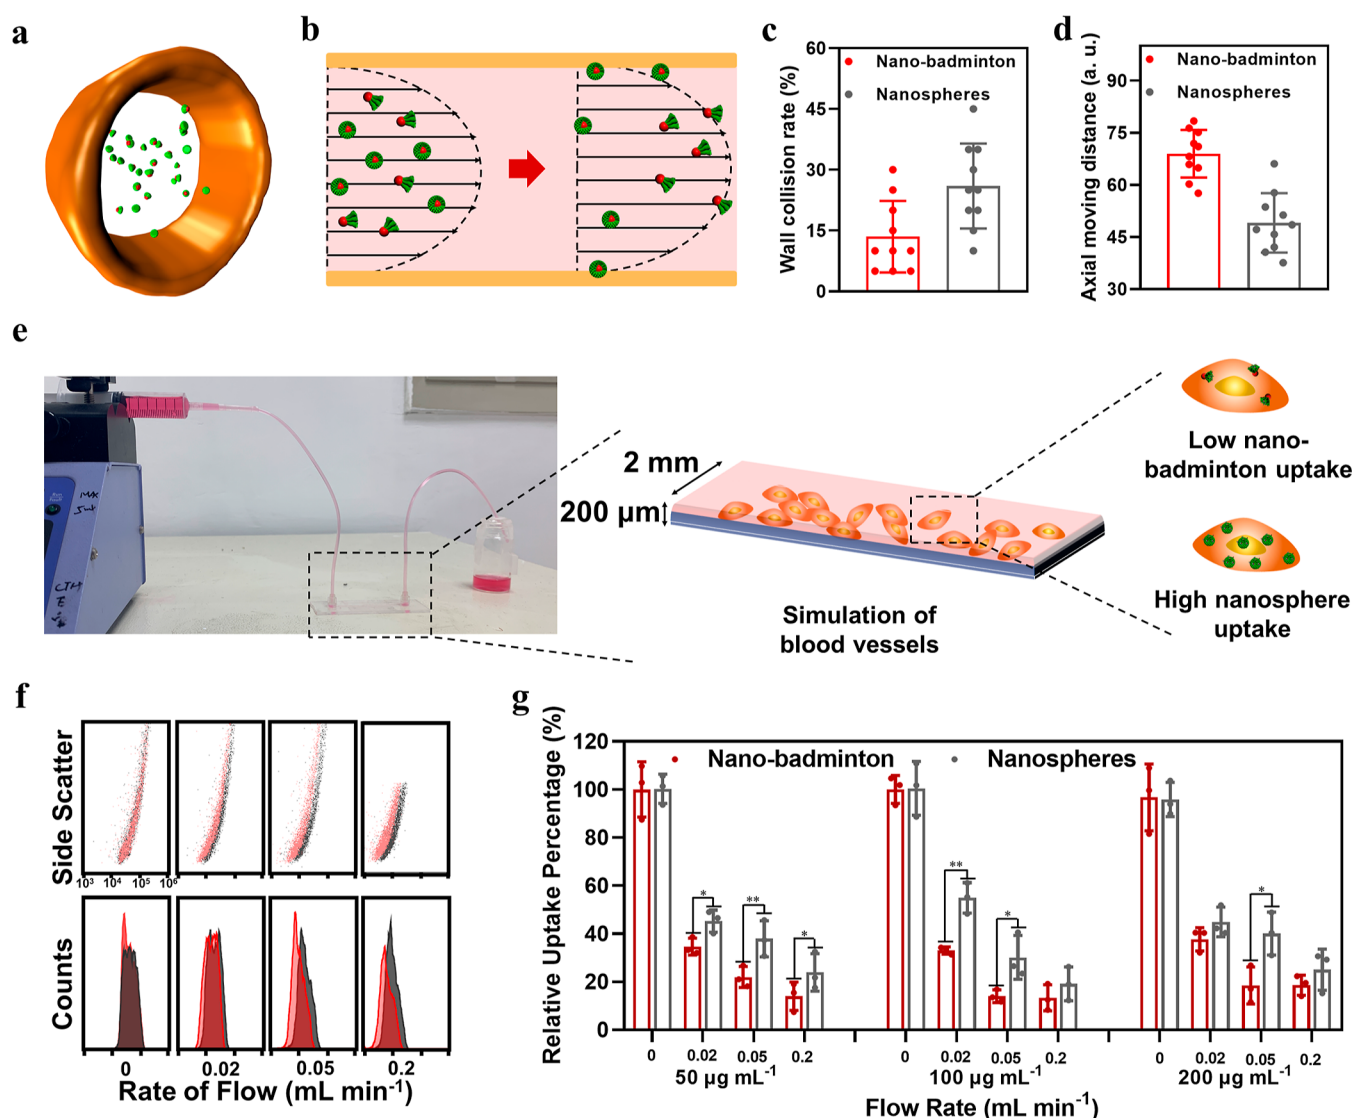 a
b
c
d
60
45
30
15
0
Wall collision rate (%)
Nano-badminton
Nanospheres
90
75
60
45
30
Axial moving distance (a. u.)
Nano-badminton
Nanospheres
e
2 mm
200 μm
Simulation of
blood vessels
Low nano-
badminton uptake
High nanosphere
uptake
f
Side Scatter
10³ 10⁴ 10⁵ 10⁶
Counts
0 0.02 0.05 0.2
Rate of Flow (mL min⁻¹)
g
Relative Uptake Percentage (%)
120
100
80
60
40
20
0
Nano-badminton Nanospheres
* ** * ** * *
0 0.02 0.05 0.2 0 0.02 0.05 0.2 0 0.02 0.05 0.2
50 μg mL⁻¹ 100 μg mL⁻¹ 200 μg mL⁻¹
Flow Rate (mL min⁻¹)